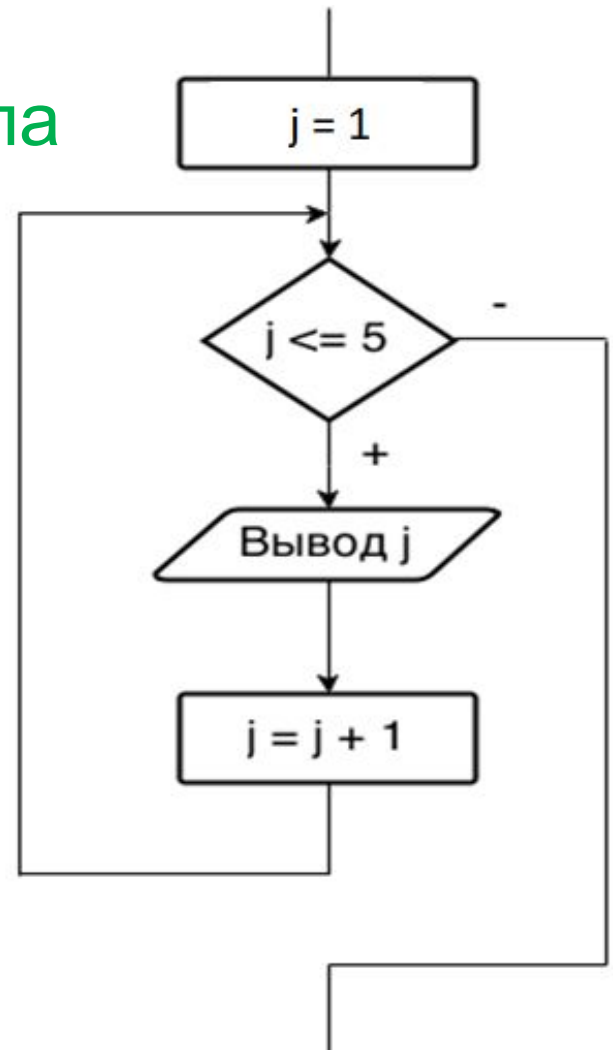 j = 1
j <= 5
-
+
Вывод j
j = j + 1